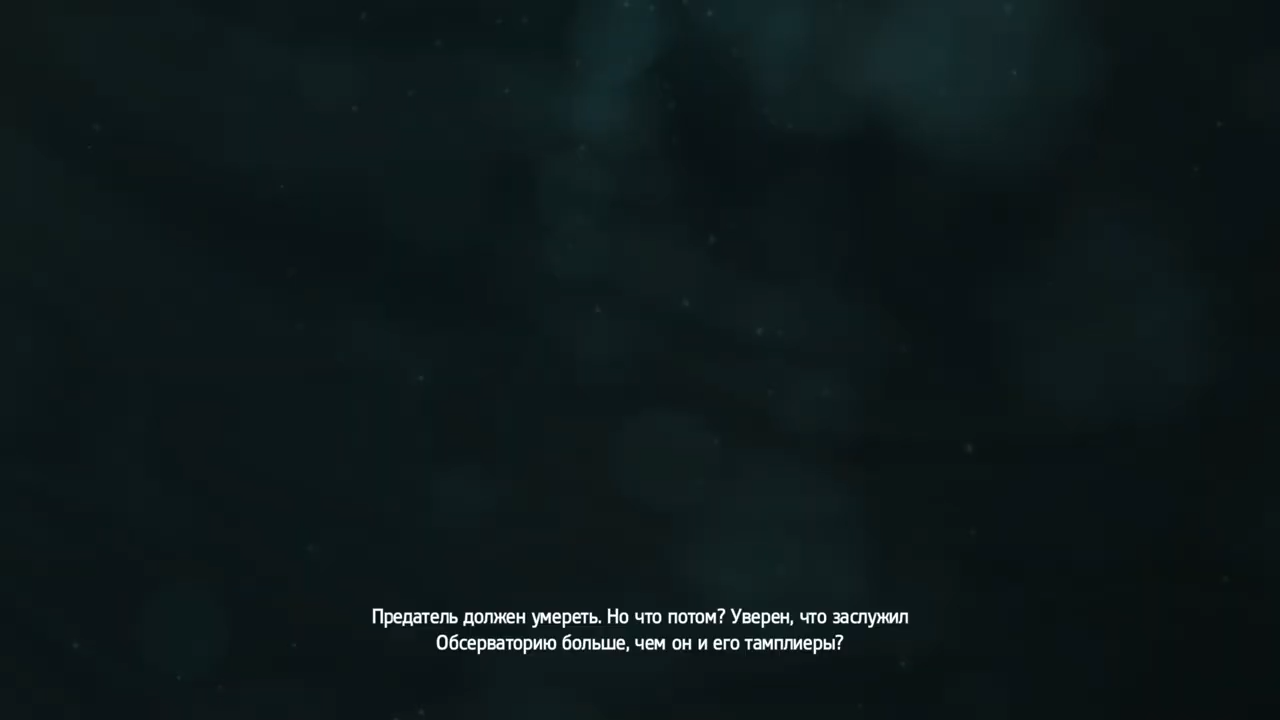 Предатель должен умереть. Но что потом? Уверен, что заслужил
Обсерваторию больше, чем он и его тамплиеры?